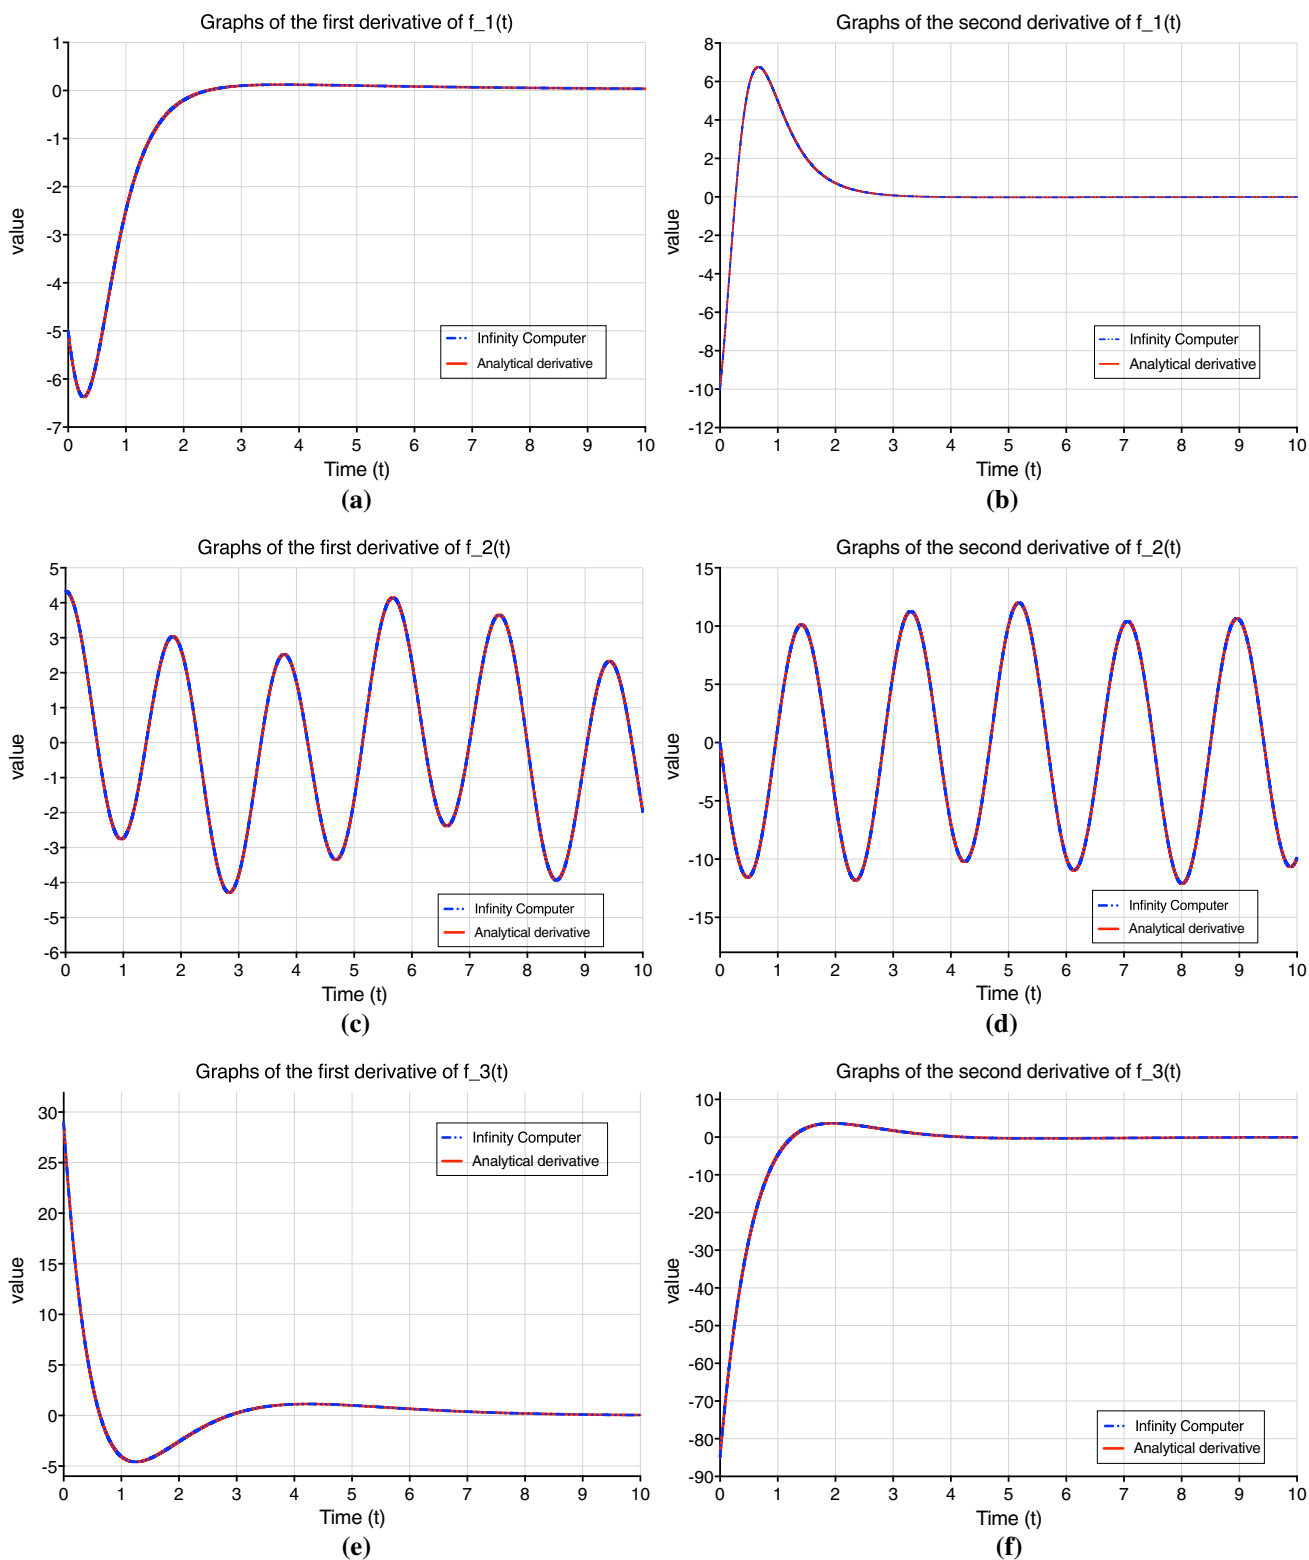 Graphs of the first derivative of f_1(t)
1
0
-1
-2
-3
-4
-5
-6
-7
value
0 1 2 3 4 5 6 7 8 9 10
Time (t)
Infinity Computer
Analytical derivative
(a)
Graphs of the second derivative of f_1(t)
8
6
4
2
0
-2
-4
-6
-8
-10
-12
value
0 1 2 3 4 5 6 7 8 9 10
Time (t)
Infinity Computer
Analytical derivative
(b)
Graphs of the first derivative of f_2(t)
5
4
3
2
1
0
-1
-2
-3
-4
-5
-6
value
0 1 2 3 4 5 6 7 8 9 10
Time (t)
Infinity Computer
Analytical derivative
(c)
Graphs of the second derivative of f_2(t)
15
10
5
0
-5
-10
-15
value
0 1 2 3 4 5 6 7 8 9 10
Time (t)
Infinity Computer
Analytical derivative
(d)
Graphs of the first derivative of f_3(t)
30
25
20
15
10
5
0
-5
value
0 1 2 3 4 5 6 7 8 9 10
Time (t)
Infinity Computer
Analytical derivative
(e)
Graphs of the second derivative of f_3(t)
10
0
-10
-20
-30
-40
-50
-60
-70
-80
-90
value
0 1 2 3 4 5 6 7 8 9 10
Time (t)
Infinity Computer
Analytical derivative
(f)